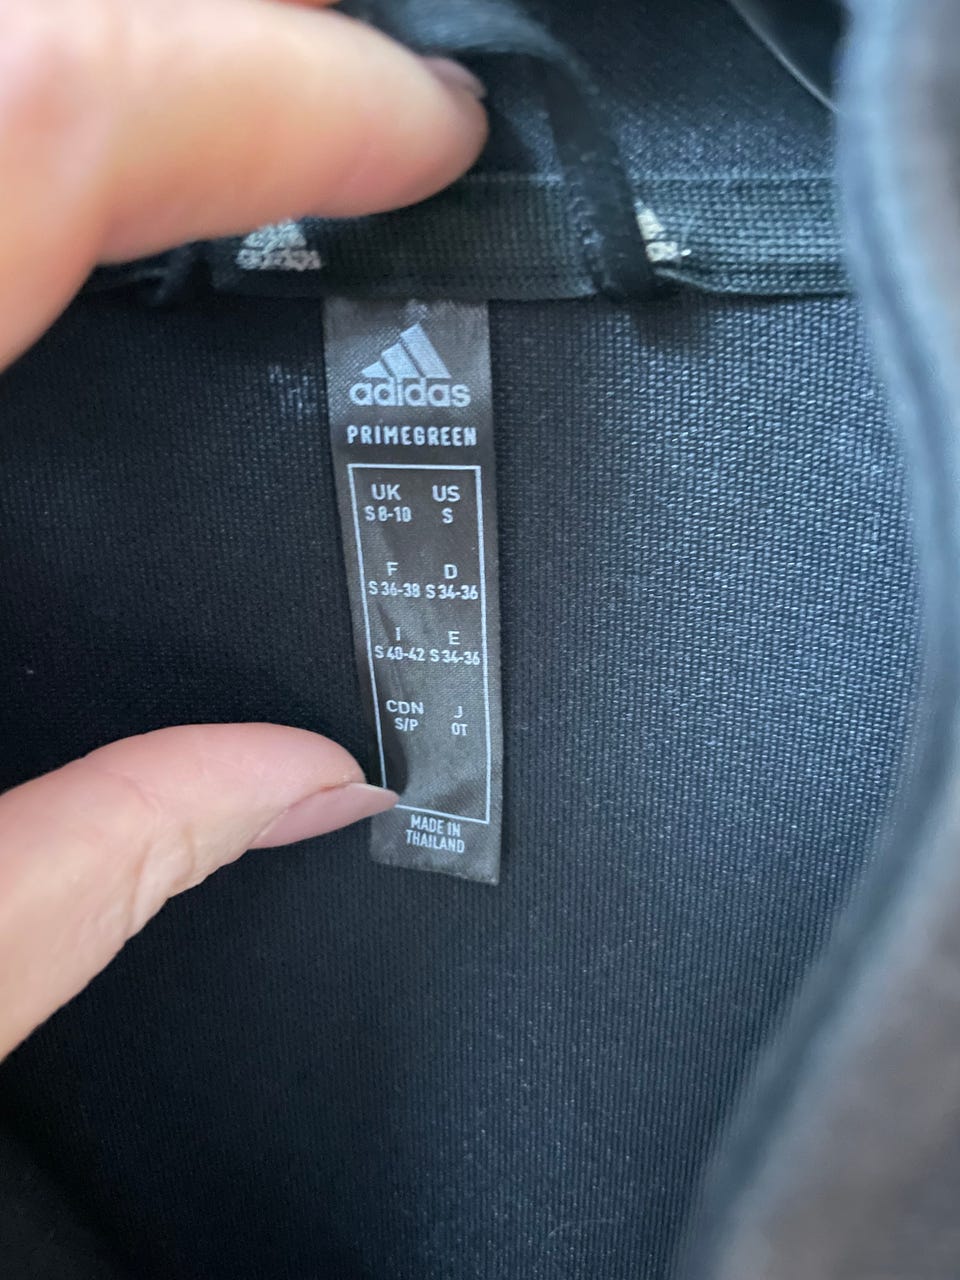 adidas
PRIMEGREEN
UK US
S 8-10 S
F D
S 36-38 S 34-36
I E
S 40-42 S 34-36
CDN J
S/P OT
MADE IN
THAILAND